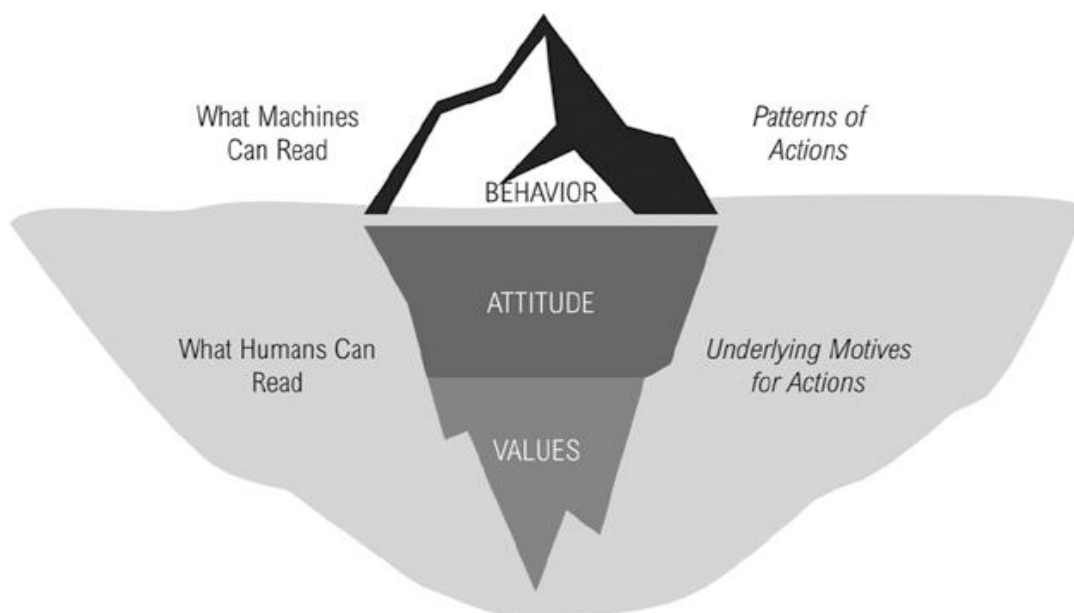 What Machines
Can Read
Patterns of
Actions
BEHAVIOR
ATTITUDE
What Humans Can
Read
Underlying Motives
for Actions
VALUES